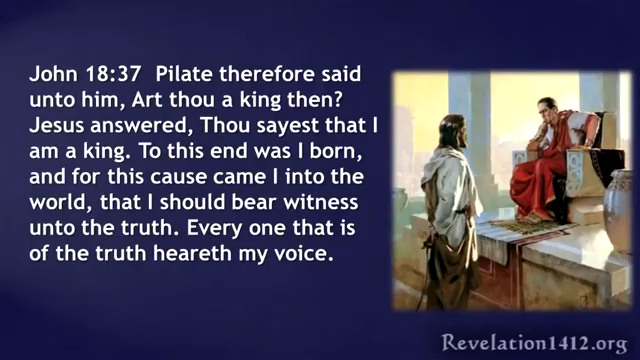 John 18:37 Pilate therefore said
unto him, Art thou a king then?
Jesus answered, Thou sayest that I
am a king. To this end was I born,
and for this cause came I into the
world, that I should bear witness
unto the truth. Every one that is
of the truth heareth my voice.
Revelation1412.org